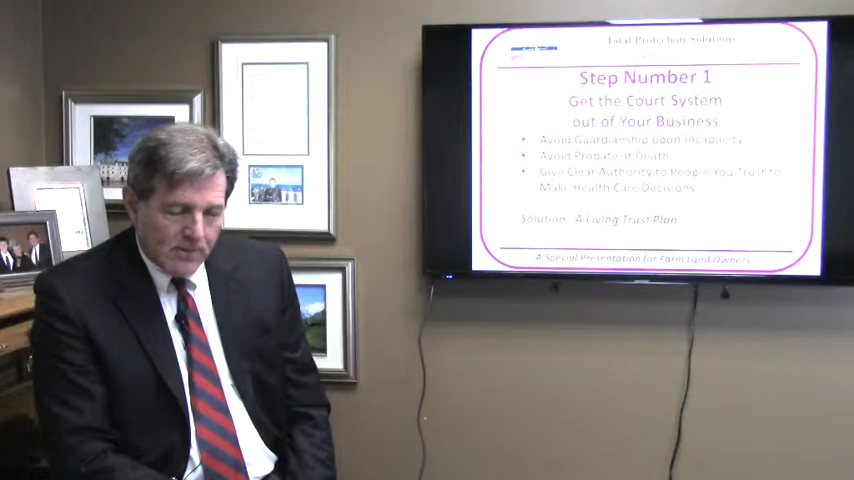 Total Protection Solutions
Step Number 1
Get the Court System
out of Your Business
• Avoid Guardianship upon Incapacity
• Avoid Probate at Death
• Give Clear Authority to People You Trust to
Make Health Care Decisions
Solution: A Living Trust Plan
A Special Presentation for Farm Land Owners